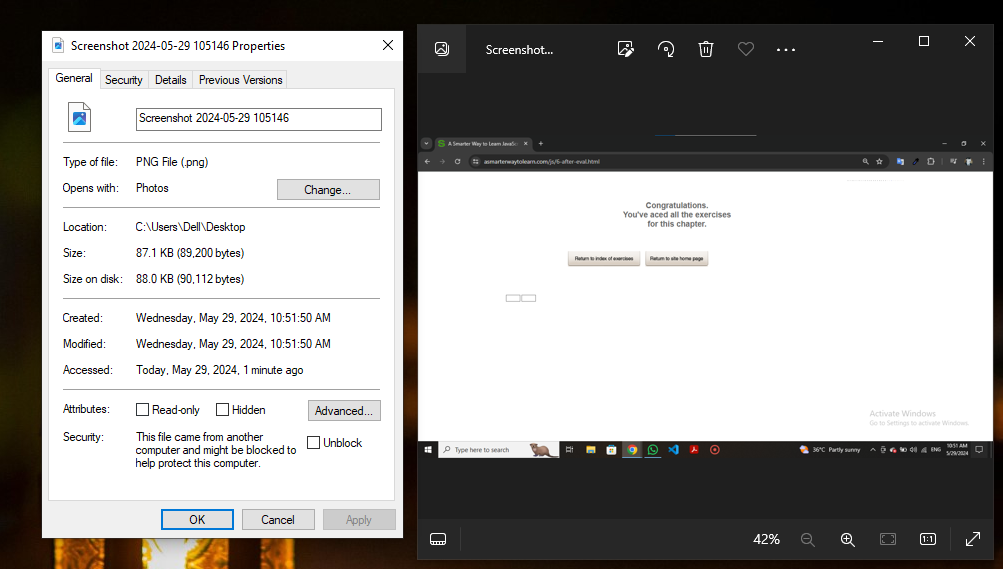 Screenshot 2024-05-29 105146 Properties
General Security Details Previous Versions
Screenshot 2024-05-29 105146
Type of file: PNG File (.png)
Opens with: Photos Change...
Location: C:\Users\Dell\Desktop
Size: 87.1 KB (89,200 bytes)
Size on disk: 88.0 KB (90,112 bytes)
Created: Wednesday, May 29, 2024, 10:51:50 AM
Modified: Wednesday, May 29, 2024, 10:51:50 AM
Accessed: Today, May 29, 2024, 1 minute ago
Attributes: Read-only Hidden Advanced...
Security: This file came from another
computer and might be blocked to
help protect this computer.
Unblock
OK Cancel Apply
Screenshot...
A Smarter Way to Learn JavaSc
asmarterwaytolearn.com/js/6-after-eval.html
Congratulations.
You've aced all the exercises
for this chapter.
Return to index of exercises Return to site home page
Activate Windows
Go to Settings to activate Windows.
Type here to search
36°C Partly sunny
ENG
10:51 AM
5/29/2024
42%
1:1